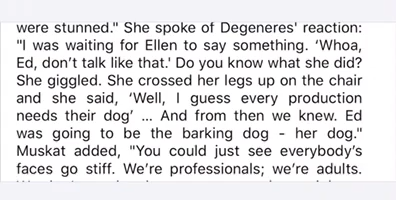 were stunned." She spoke of Degeneres' reaction:
"I was waiting for Ellen to say something. ‘Whoa,
Ed, don’t talk like that.' Do you know what she did?
She giggled. She crossed her legs up on the chair
and she said, ‘Well, I guess every production
needs their dog’ ... And from then we knew. Ed
was going to be the barking dog - her dog."
Muskat added, "You could just see everybody’s
faces go stiff. We’re professionals; we’re adults.